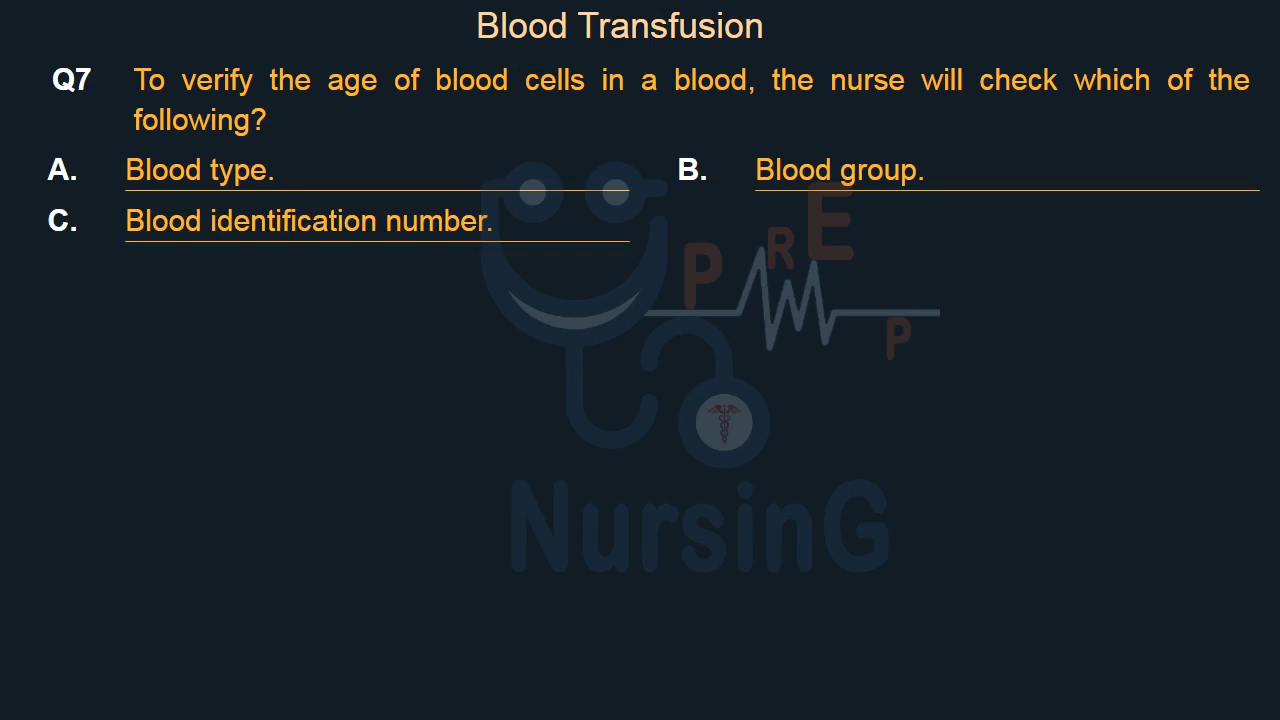 Blood Transfusion
Q7 To verify the age of blood cells in a blood, the nurse will check which of the
following?
A. Blood type. B. Blood group.
C. Blood identification number.
PREP
NursinG